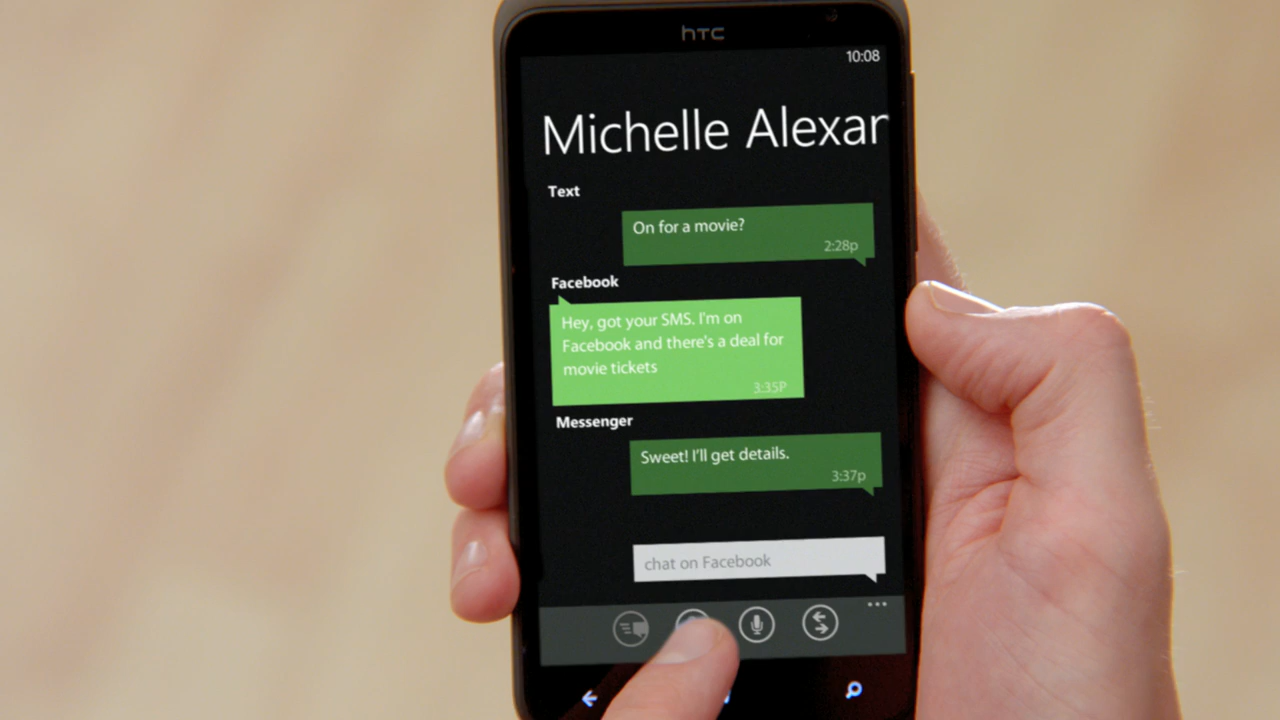 hTC
10:08
Michelle Alexar
Text
On for a movie?
2:28p
Facebook
Hey, got your SMS. I'm on
Facebook and there's a deal for
movie tickets
3:35P
Messenger
Sweet! I'll get details.
3:37p
chat on Facebook